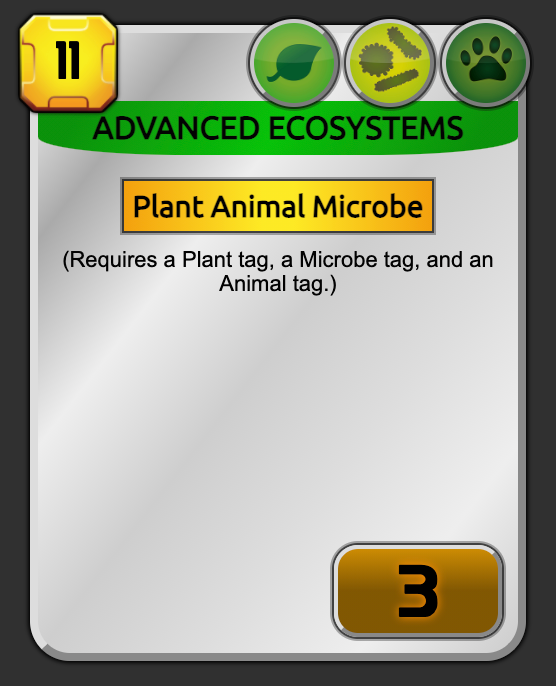 11
ADVANCED ECOSYSTEMS
Plant Animal Microbe
(Requires a Plant tag, a Microbe tag, and an
Animal tag.)
3